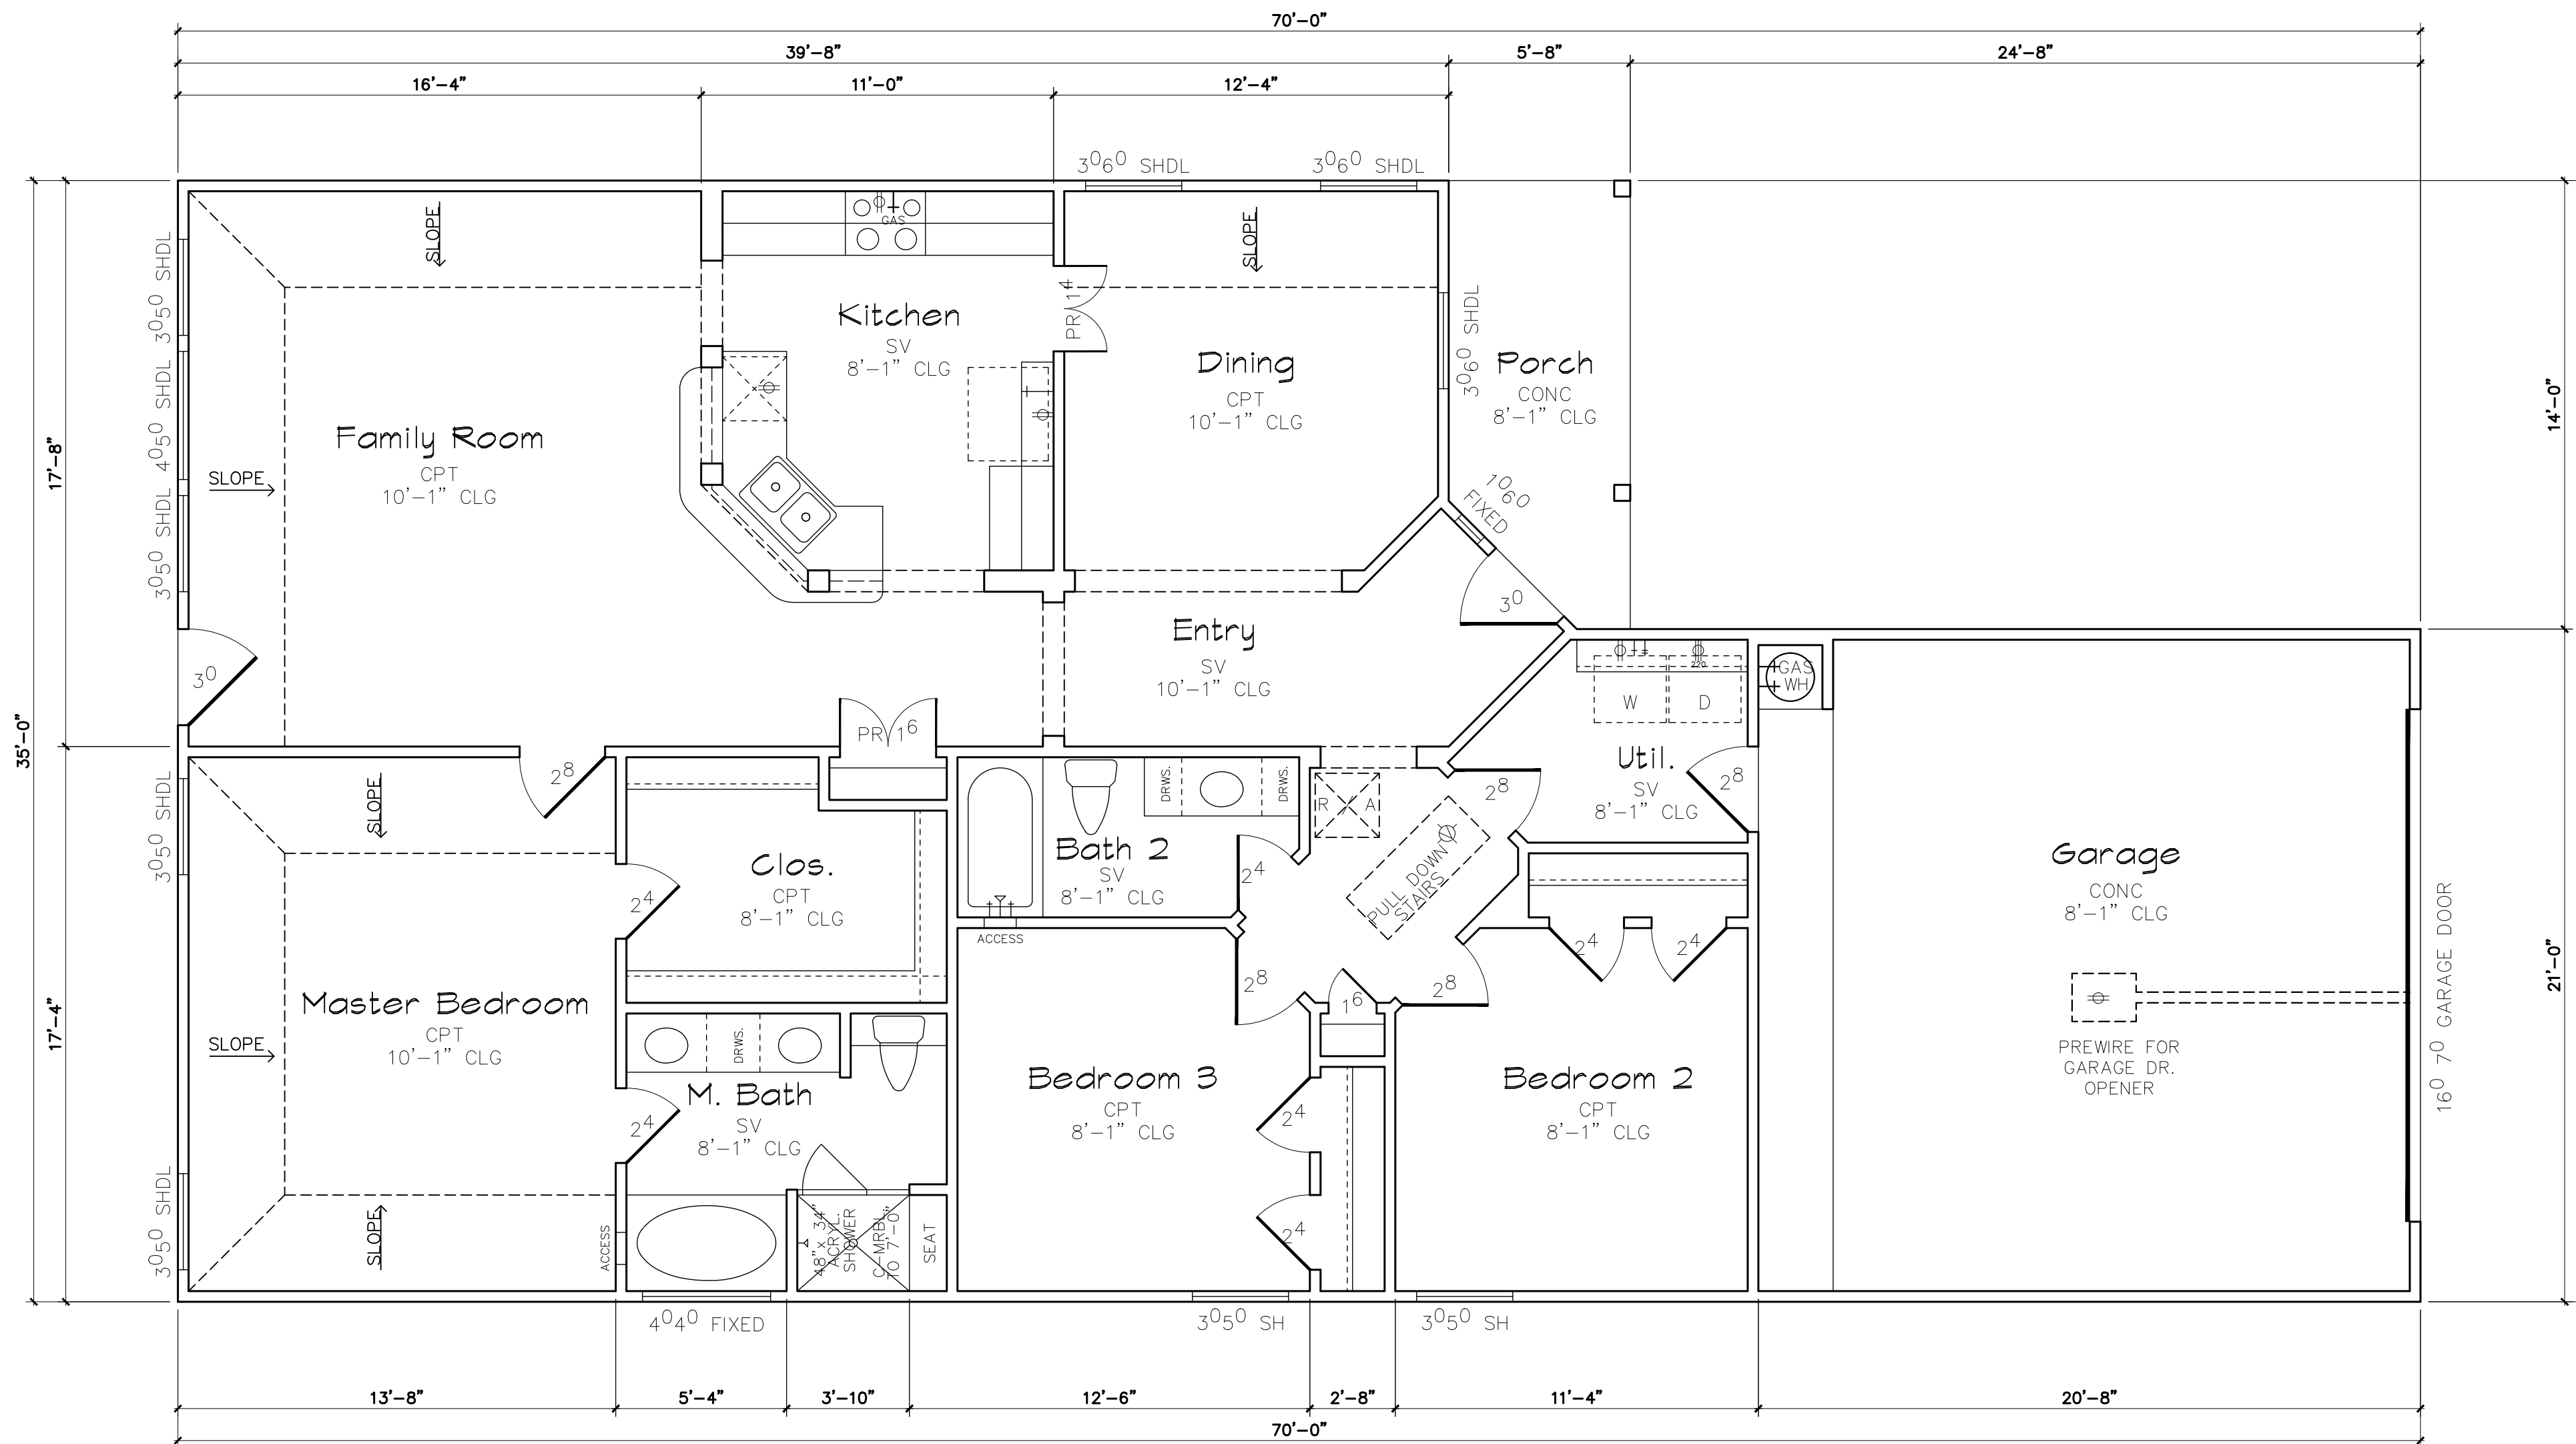 70'-0"
39'-8"
5'-8"
24'-8"
16'-4"
11'-0"
12'-4"
3⁰6⁰ SHDL
3⁰6⁰ SHDL
SLOPE
SLOPE
GAS
3⁰5⁰ SHDL
4⁰5⁰ SHDL
3⁰5⁰ SHDL
Kitchen
SV
8'-1" CLG
PR 1⁴
Dining
CPT
10'-1" CLG
3⁰6⁰ SHDL
Porch
CONC
8'-1" CLG
14'-0"
Family Room
CPT
10'-1" CLG
SLOPE
17'-8"
1⁰6⁰
FIXED
3⁰
3⁰
Entry
SV
10'-1" CLG
220
W
D
GAS
WH
35'-0"
PR 1⁶
2⁸
Util.
SV
8'-1" CLG
2⁸
2⁸
SLOPE
3⁰5⁰ SHDL
DRWS.
DRWS.
R
A
Clos.
CPT
8'-1" CLG
2⁴
Bath 2
SV
8'-1" CLG
2⁴
ACCESS
PULL DOWN
STAIRS
Garage
CONC
8'-1" CLG
16⁰ 7⁰ GARAGE DOOR
21'-0"
2⁴
2⁴
2⁸
2⁸
1⁶
Master Bedroom
CPT
10'-1" CLG
SLOPE
17'-4"
DRWS.
M. Bath
SV
8'-1" CLG
2⁴
Bedroom 3
CPT
8'-1" CLG
2⁴
2⁴
Bedroom 2
CPT
8'-1" CLG
PREWIRE FOR
GARAGE DR.
OPENER
3⁰5⁰ SHDL
SLOPE
ACCESS
48"x 34"
ACRYL.
SHOWER
C-MRBL.
TO 7'-0"
SEAT
4⁰4⁰ FIXED
3⁰5⁰ SH
3⁰5⁰ SH
13'-8"
5'-4"
3'-10"
12'-6"
2'-8"
11'-4"
20'-8"
70'-0"